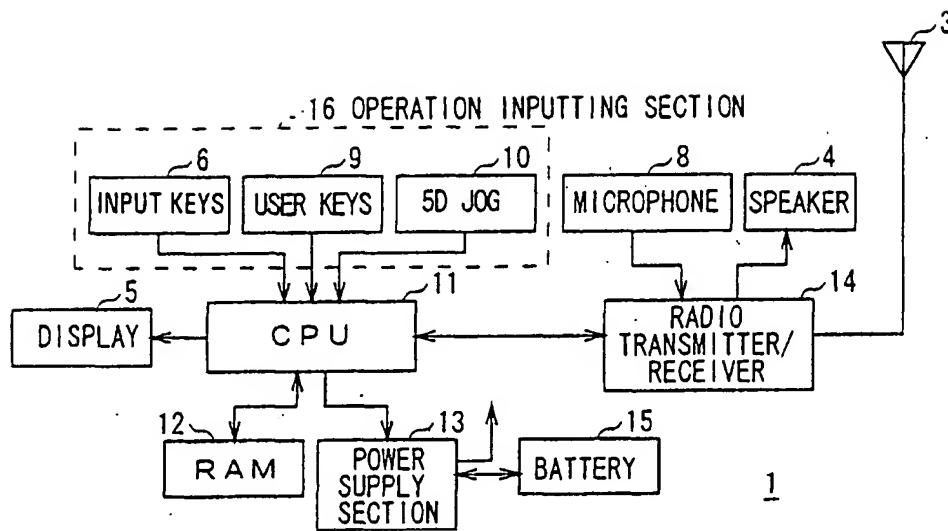 3
16 OPERATION INPUTTING SECTION
6
9
10
8
4
INPUT KEYS
USER KEYS
5D JOG
MICROPHONE
SPEAKER
5
11
14
DISPLAY
CPU
RADIO
TRANSMITTER/
RECEIVER
12
13
15
RAM
POWER
SUPPLY
SECTION
BATTERY
1